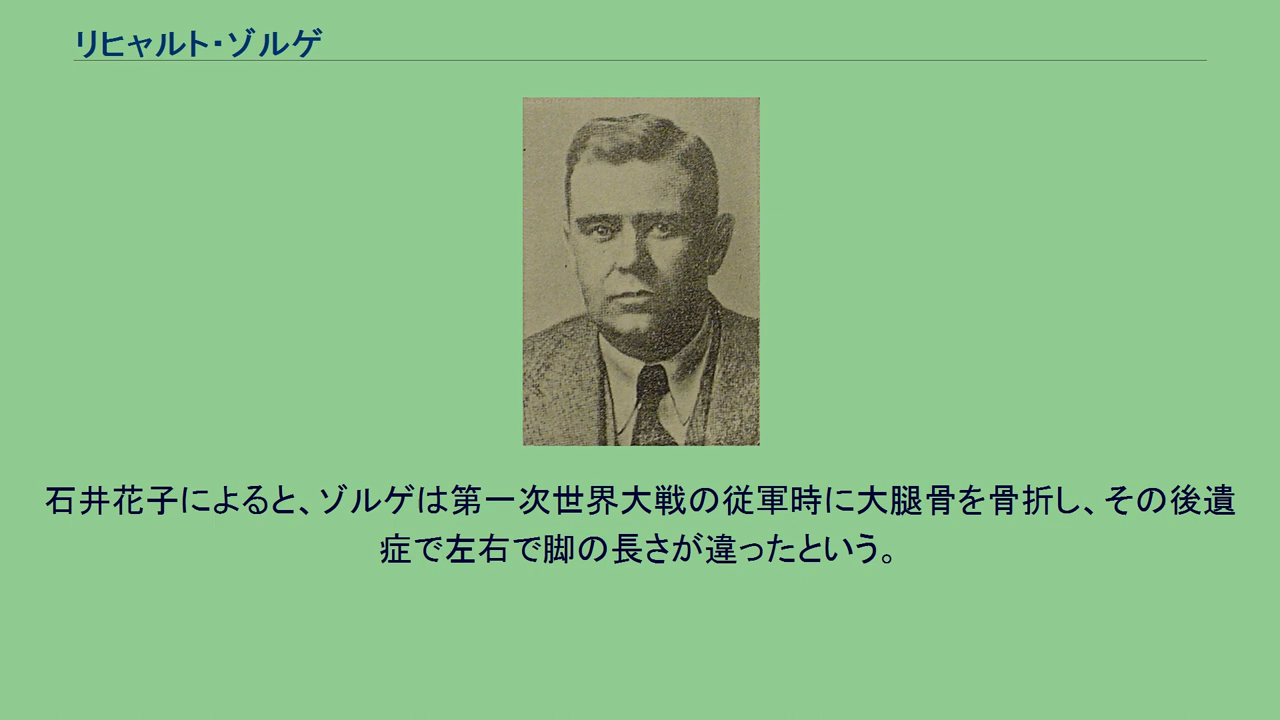 リヒャルト・ゾルゲ
石井花子によると、ゾルゲは第一次世界大戦の従軍時に大腿骨を骨折し、その後遺
症で左右で脚の長さが違ったという。